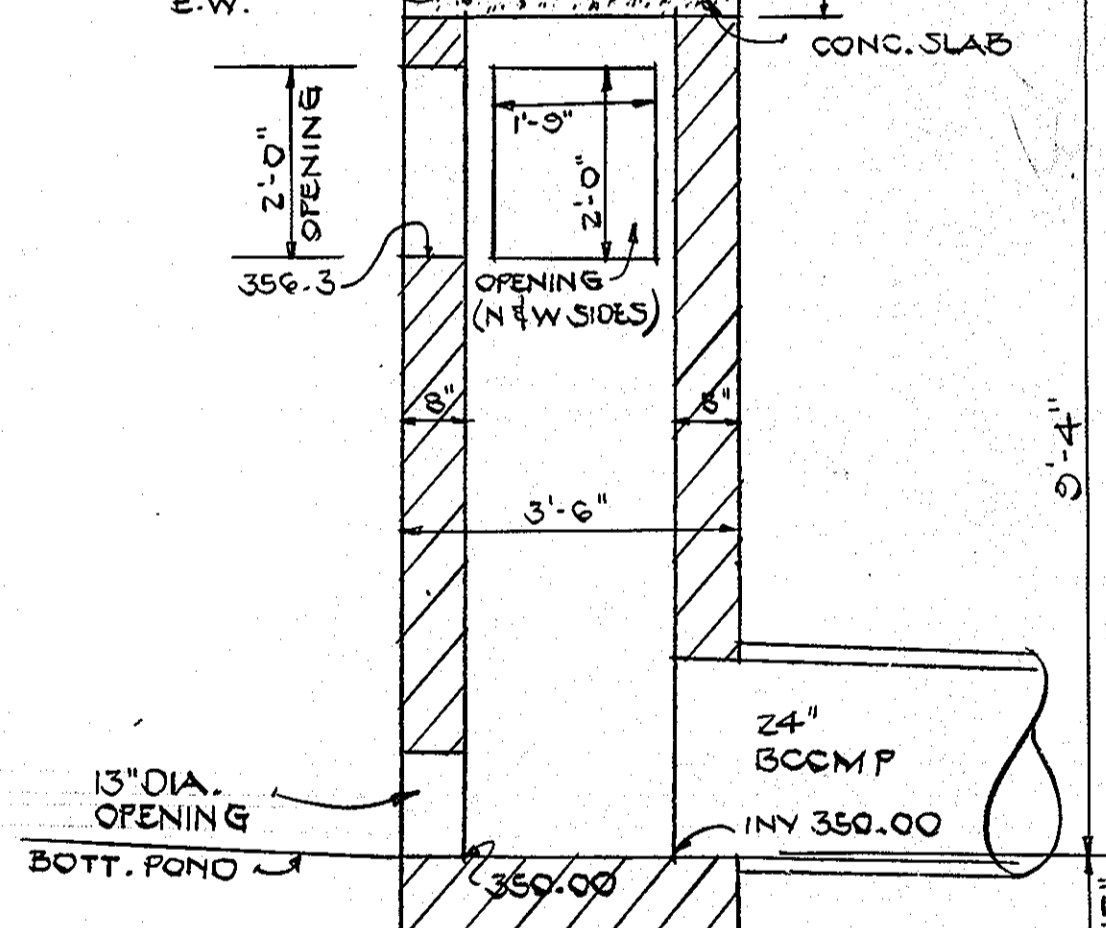 E.W.
CONC. SLAB
1'-9"
2'-0"
OPENING
2'-0"
356.3
OPENING
(N & W SIDES)
8"
8"
3'-6"
9'-4"
24"
BCCMP
13" DIA.
OPENING
INV 350.00
BOTT. POND
350.00